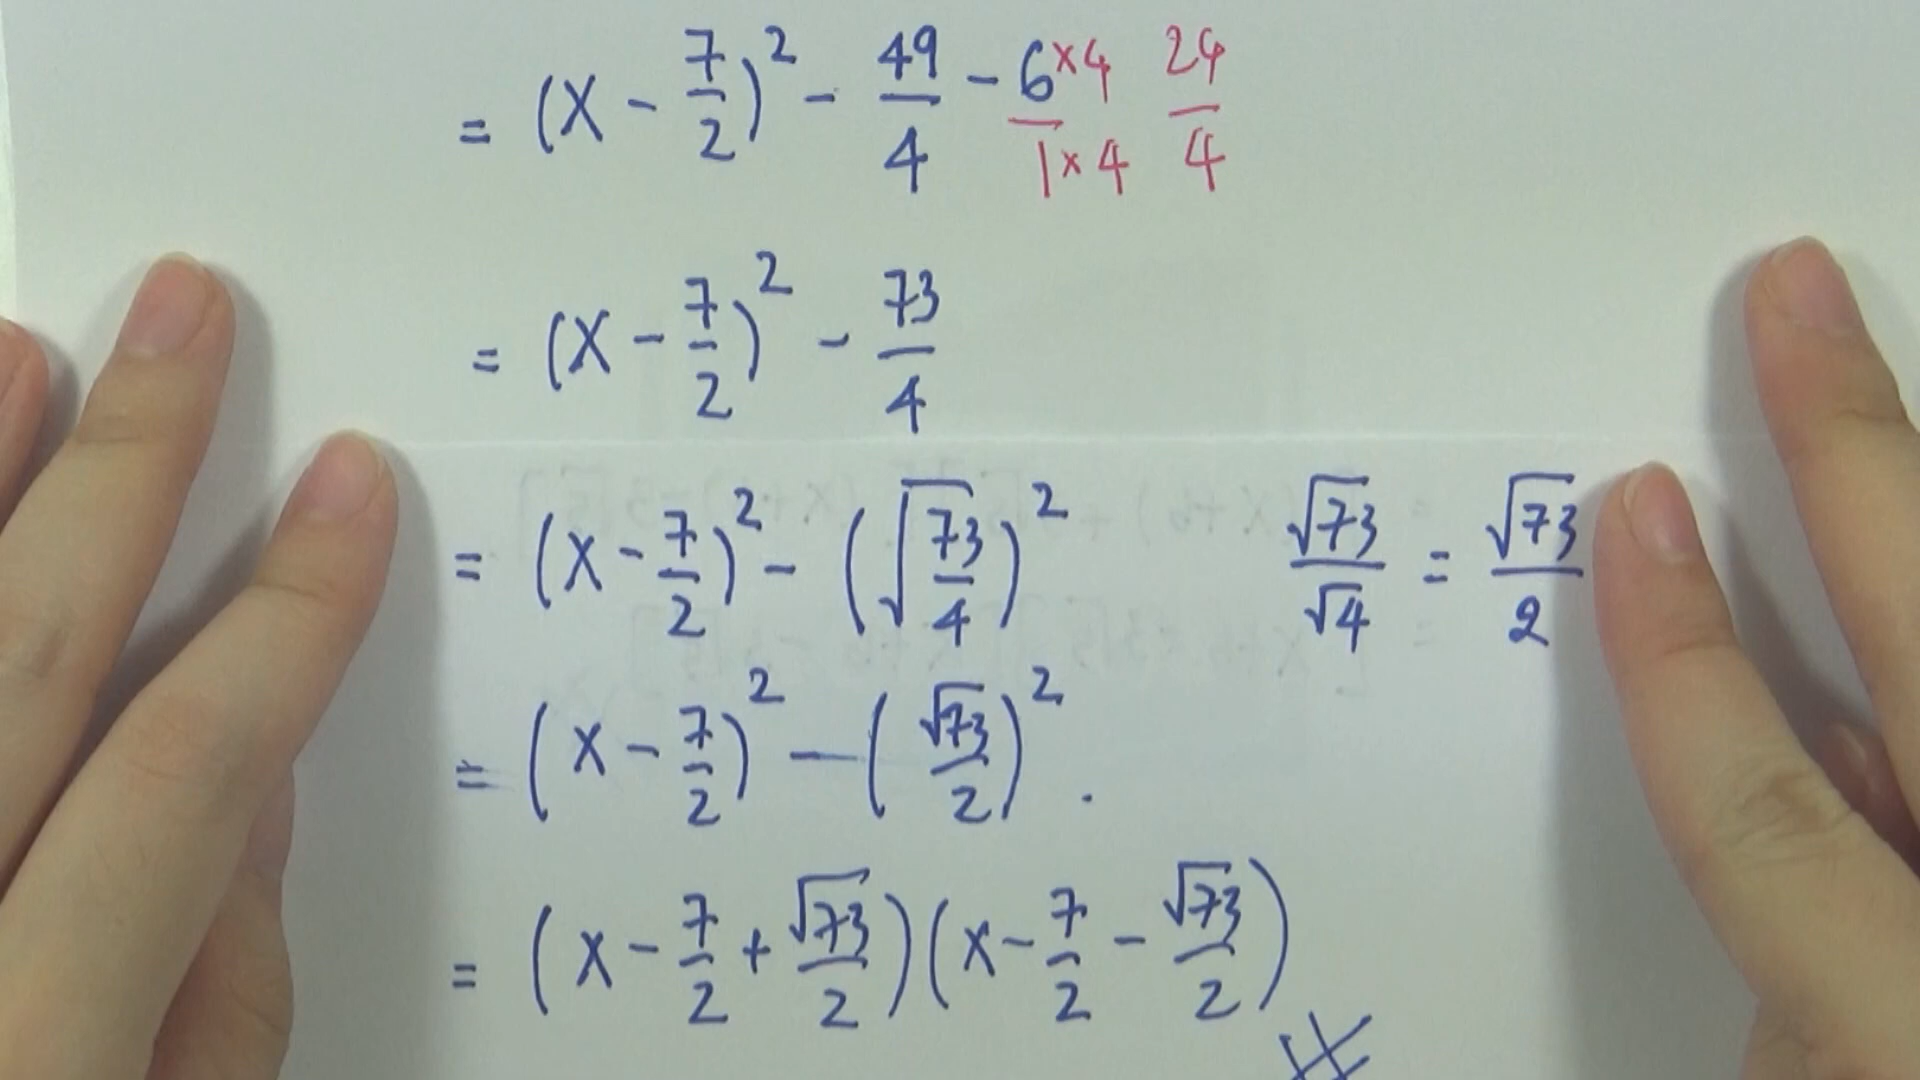 = (x - 7/2)² - 49/4 - 6×4/1×4 24/4
= (x - 7/2)² - 73/4
= (x - 7/2)² - (√(73/4))² √73/√4 = √73/2
= (x - 7/2)² - (√73/2)² .
= (x - 7/2 + √73/2)(x - 7/2 - √73/2)